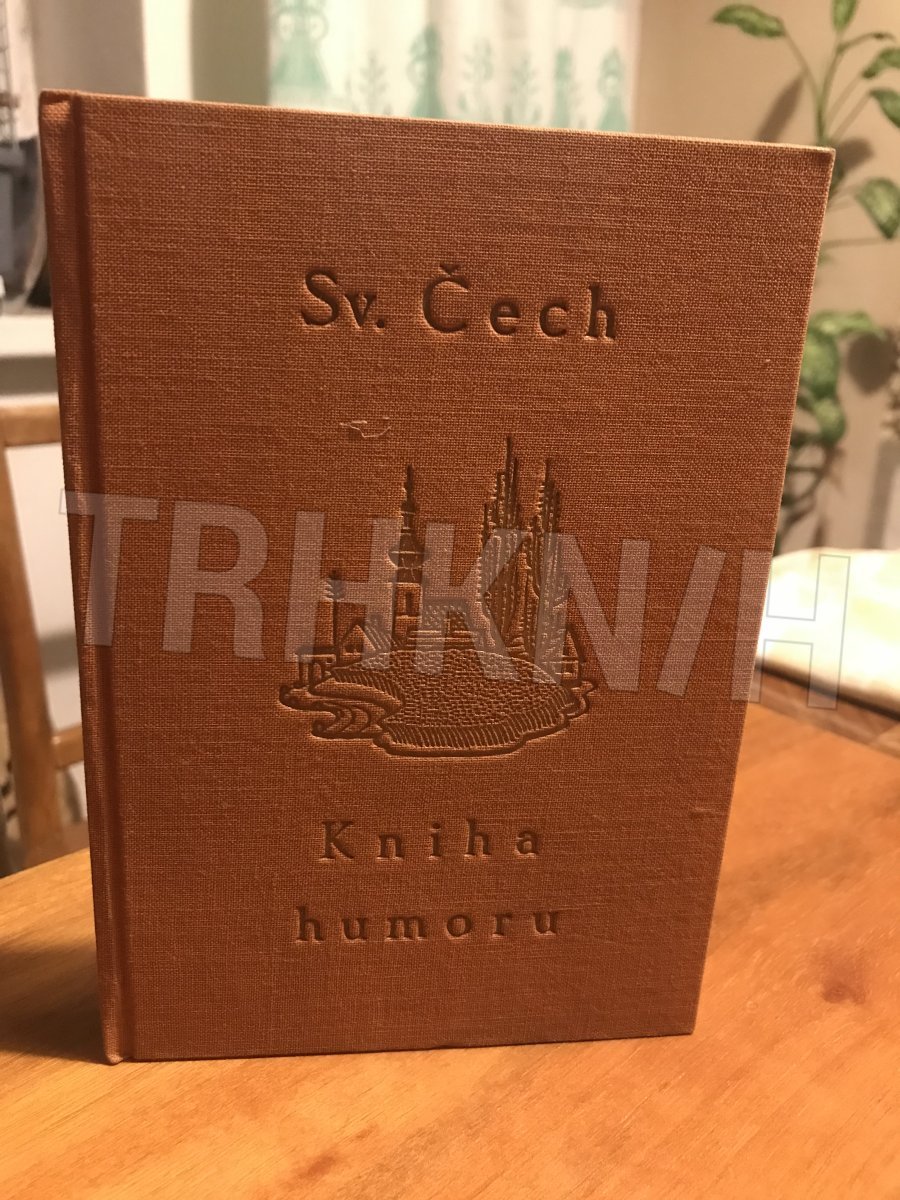 Sv. Čech
TRHKNIH
Kniha
humoru